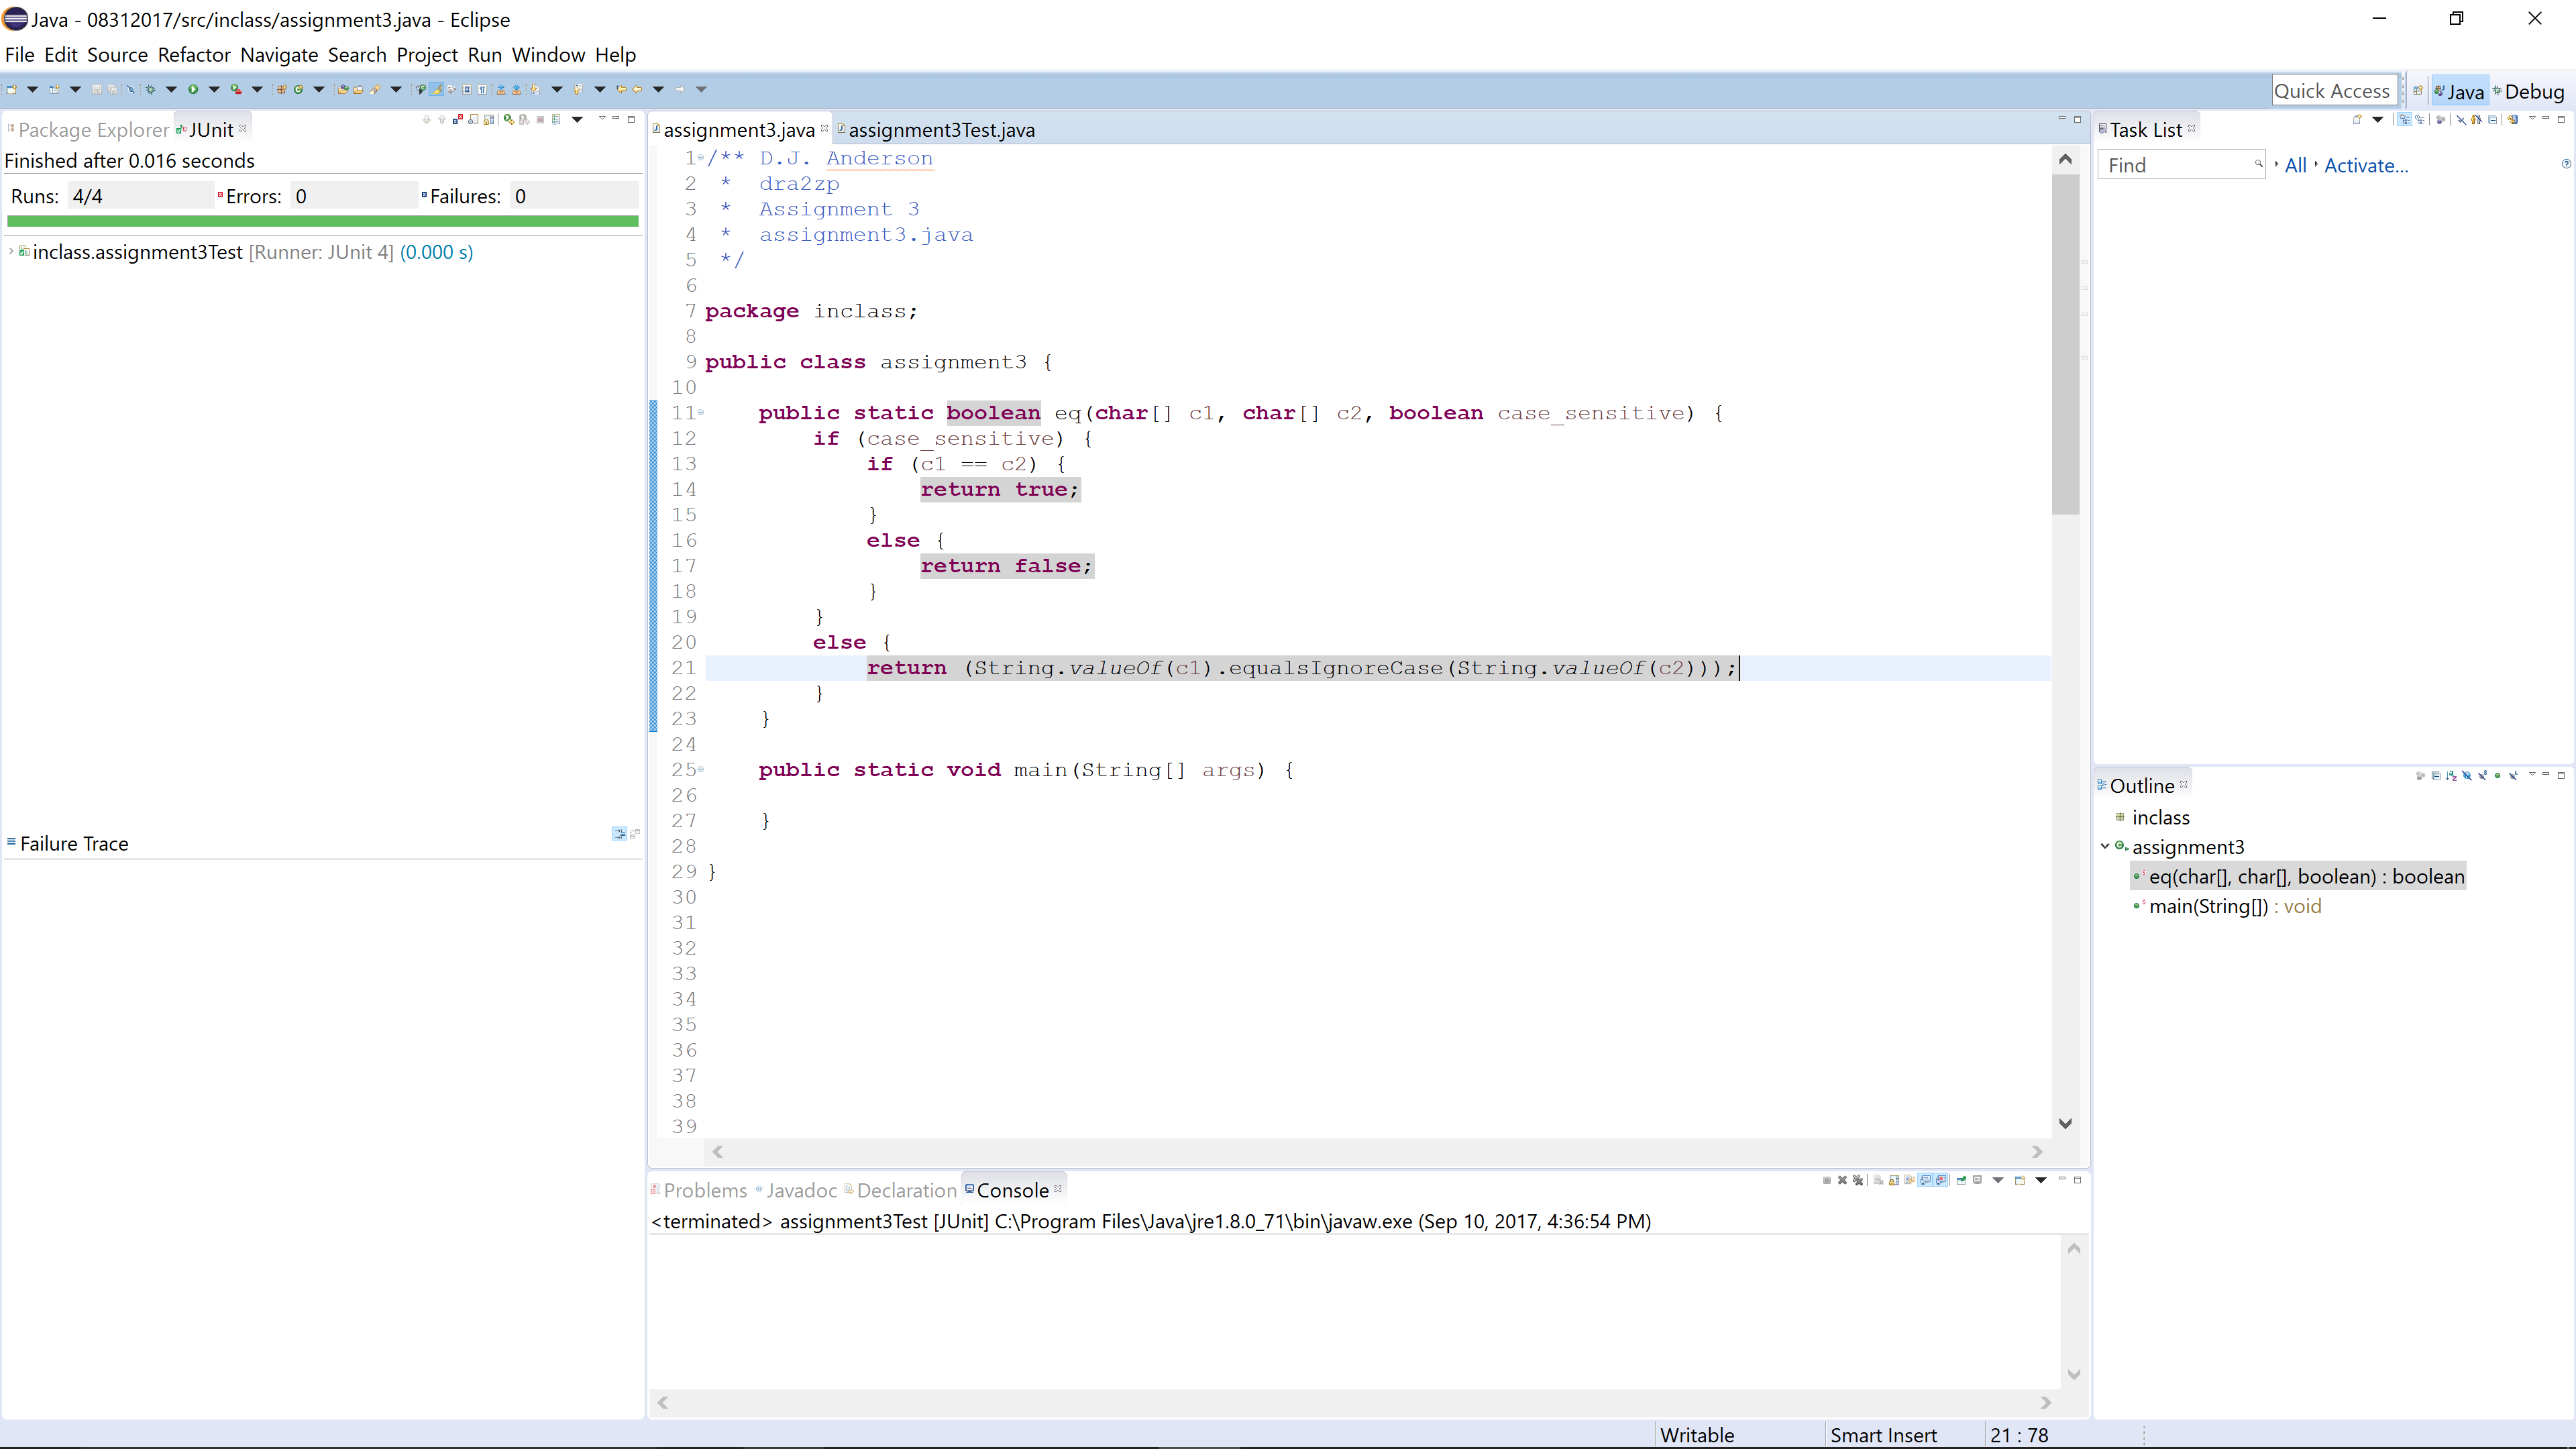 Java - 08312017/src/inclass/assignment3.java - Eclipse
File Edit Source Refactor Navigate Search Project Run Window Help
Quick Access
Java
Debug
Package Explorer
JUnit
Finished after 0.016 seconds
Runs: 4/4 Errors: 0 Failures: 0
inclass.assignment3Test [Runner: JUnit 4] (0.000 s)
Failure Trace
assignment3.java
assignment3Test.java
1 /** D.J. Anderson
2 * dra2zp
3 * Assignment 3
4 * assignment3.java
5 */
6
7 package inclass;
8
9 public class assignment3 {
10
11 public static boolean eq(char[] c1, char[] c2, boolean case_sensitive) {
12 if (case_sensitive) {
13 if (c1 == c2) {
14 return true;
15 }
16 else {
17 return false;
18 }
19 }
20 else {
21 return (String.valueOf(c1).equalsIgnoreCase(String.valueOf(c2)));
22 }
23 }
24
25 public static void main(String[] args) {
26
27 }
28
29 }
30
31
32
33
34
35
36
37
38
39
Problems Javadoc Declaration Console
<terminated> assignment3Test [JUnit] C:\Program Files\Java\jre1.8.0_71\bin\javaw.exe (Sep 10, 2017, 4:36:54 PM)
Task List
Find All Activate...
Outline
inclass
assignment3
eq(char[], char[], boolean) : boolean
main(String[]) : void
Writable
Smart Insert
21 : 78